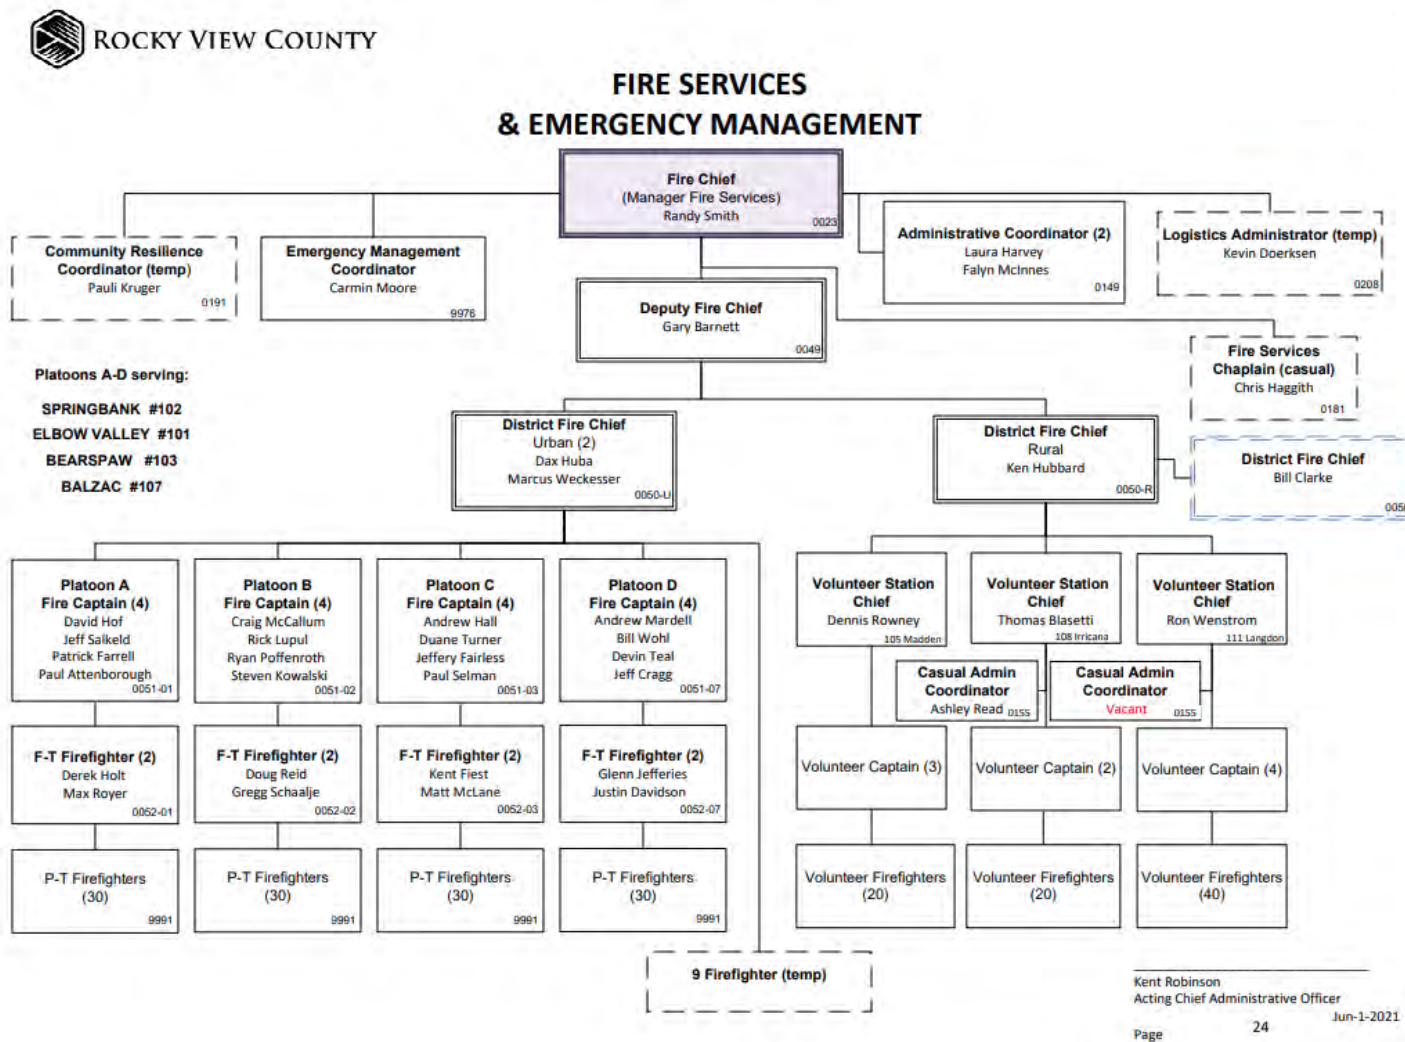 ROCKY VIEW COUNTY
FIRE SERVICES
& EMERGENCY MANAGEMENT
Fire Chief
(Manager Fire Services)
Randy Smith
0023
Community Resilience
Coordinator (temp)
Pauli Kruger
0191
Emergency Management
Coordinator
Carmin Moore
9976
Administrative Coordinator (2)
Laura Harvey
Falyn McInnes
0149
Logistics Administrator (temp)
Kevin Doerksen
0208
Deputy Fire Chief
Gary Barnett
0049
Fire Services
Chaplain (casual)
Chris Haggith
0181
Platoons A-D serving:
SPRINGBANK #102
ELBOW VALLEY #101
BEARSPAW #103
BALZAC #107
District Fire Chief
Urban (2)
Dax Huba
Marcus Weckesser
0050-U
District Fire Chief
Rural
Ken Hubbard
0050-R
District Fire Chief
Bill Clarke
Platoon A
Fire Captain (4)
David Hof
Jeff Salkeld
Patrick Farrell
Paul Attenborough
0051-01
Platoon B
Fire Captain (4)
Craig McCallum
Rick Lupul
Ryan Poffenroth
Steven Kowalski
0051-02
Platoon C
Fire Captain (4)
Andrew Hall
Duane Turner
Jeffery Fairless
Paul Selman
0051-03
Platoon D
Fire Captain (4)
Andrew Mardell
Bill Wohl
Devin Teal
Jeff Cragg
0051-07
Volunteer Station
Chief
Dennis Rowney
105 Madden
Volunteer Station
Chief
Thomas Blasetti
108 Irricana
Volunteer Station
Chief
Ron Wenstrom
111 Langdon
Casual Admin
Coordinator
Ashley Read
0155
Casual Admin
Coordinator
Vacant
0155
F-T Firefighter (2)
Derek Holt
Max Royer
0052-01
F-T Firefighter (2)
Doug Reid
Gregg Schaalje
0052-02
F-T Firefighter (2)
Kent Fiest
Matt McLane
0052-03
F-T Firefighter (2)
Glenn Jefferies
Justin Davidson
0052-07
Volunteer Captain (3)
Volunteer Captain (2)
Volunteer Captain (4)
P-T Firefighters
(30)
9991
P-T Firefighters
(30)
9991
P-T Firefighters
(30)
9991
P-T Firefighters
(30)
9991
Volunteer Firefighters
(20)
Volunteer Firefighters
(20)
Volunteer Firefighters
(40)
9 Firefighter (temp)
Kent Robinson
Acting Chief Administrative Officer
Jun-1-2021
Page 24